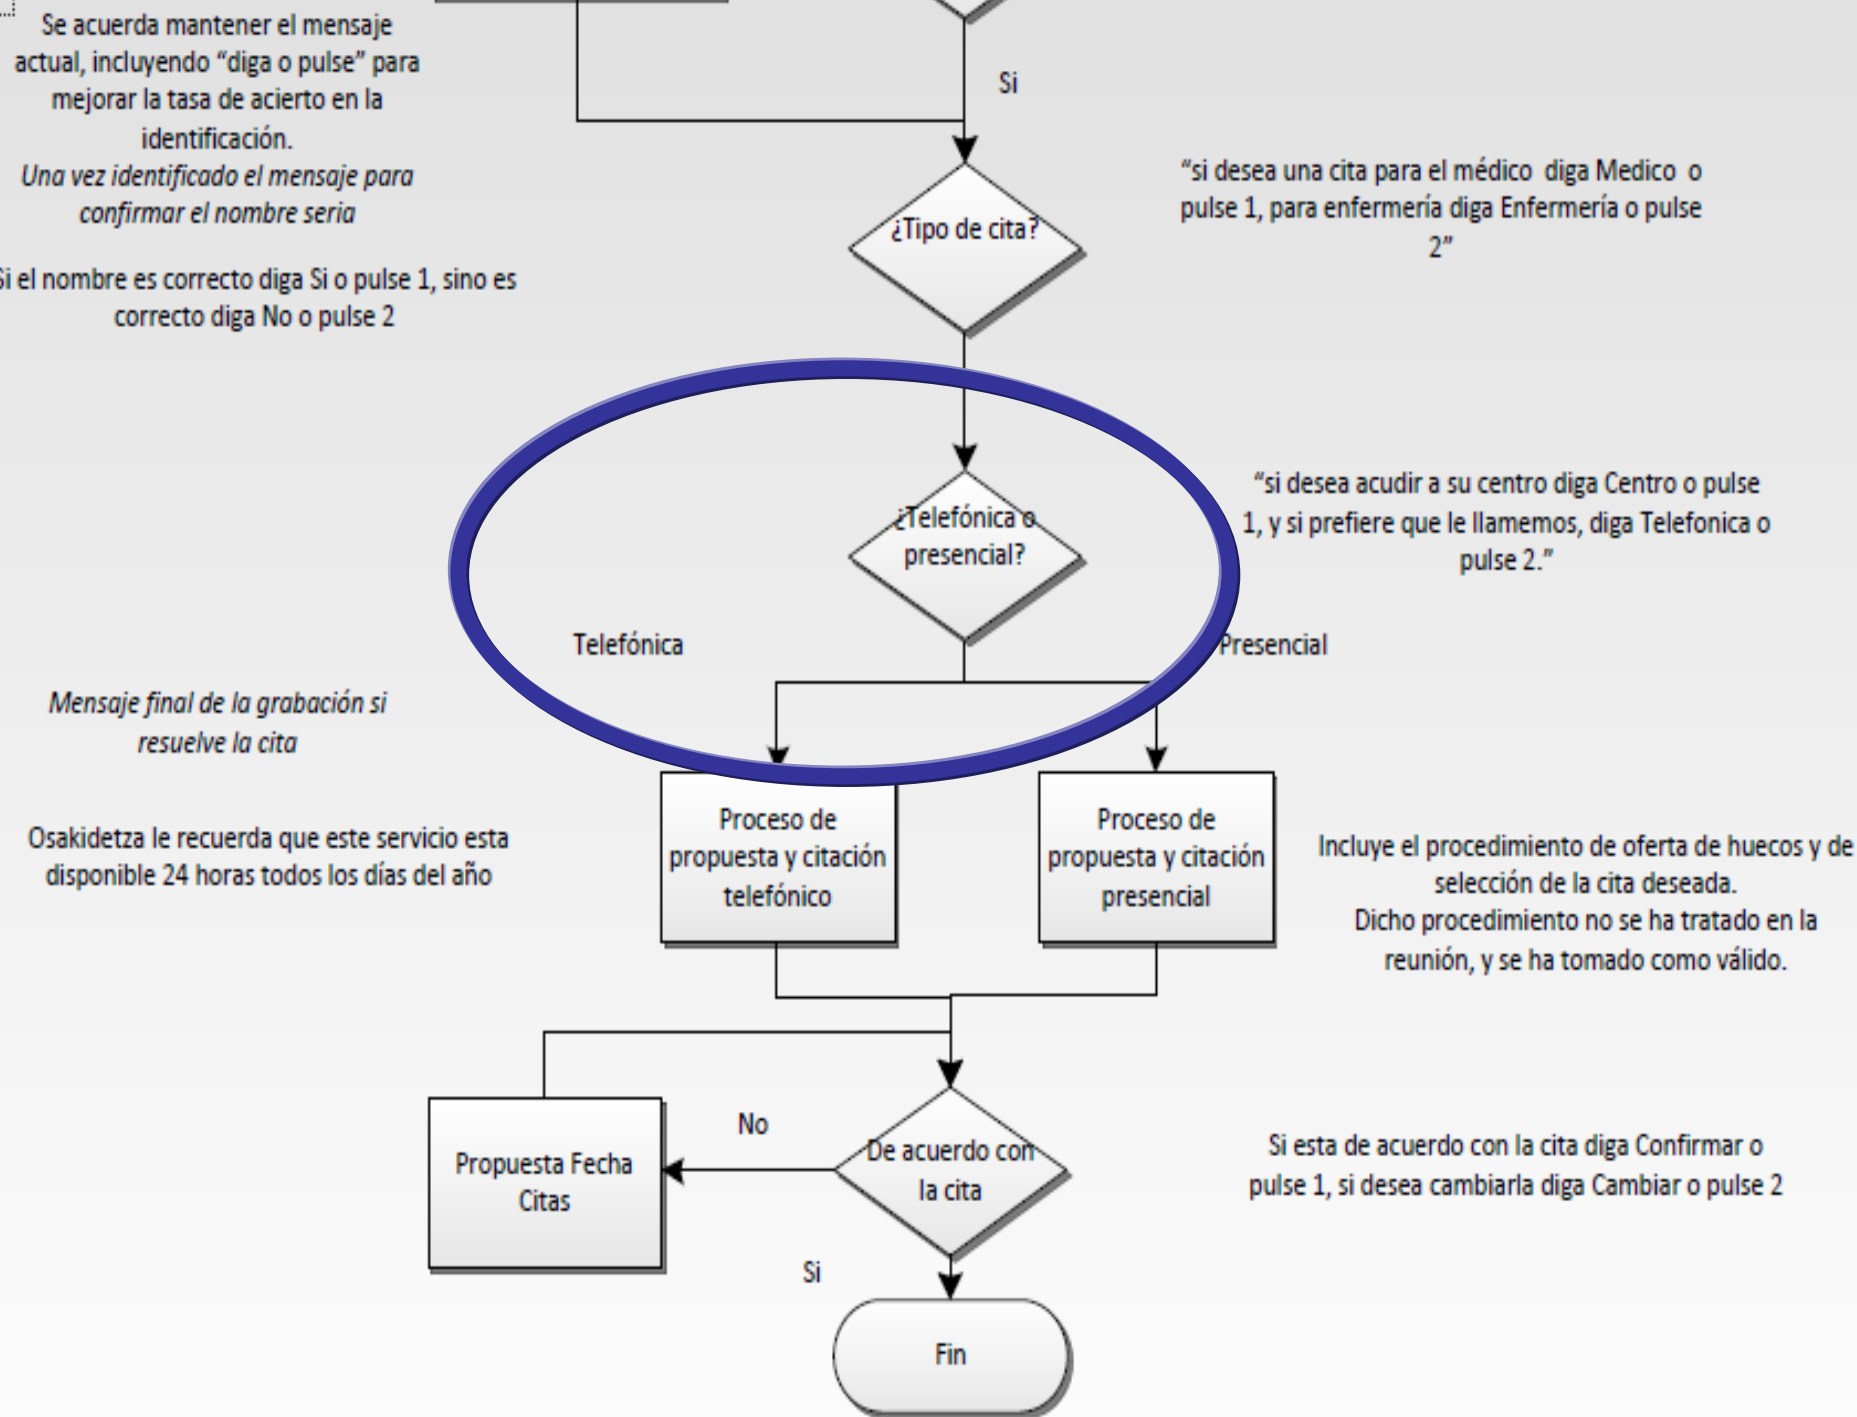 Se acuerda mantener el mensaje
actual, incluyendo “diga o pulse” para
mejorar la tasa de acierto en la
identificación.
Una vez identificado el mensaje para
confirmar el nombre seria
Si el nombre es correcto diga Si o pulse 1, sino es
correcto diga No o pulse 2
Si
¿Tipo de cita?
“si desea una cita para el médico diga Medico o
pulse 1, para enfermería diga Enfermería o pulse
2”
¿Telefónica o
presencial?
“si desea acudir a su centro diga Centro o pulse
1, y si prefiere que le llamemos, diga Telefonica o
pulse 2.”
Telefónica
Presencial
Mensaje final de la grabación si
resuelve la cita
Osakidetza le recuerda que este servicio esta
disponible 24 horas todos los días del año
Proceso de
propuesta y citación
telefónico
Proceso de
propuesta y citación
presencial
Incluye el procedimiento de oferta de huecos y de
selección de la cita deseada.
Dicho procedimiento no se ha tratado en la
reunión, y se ha tomado como válido.
No
Propuesta Fecha
Citas
De acuerdo con
la cita
Si esta de acuerdo con la cita diga Confirmar o
pulse 1, si desea cambiarla diga Cambiar o pulse 2
Si
Fin